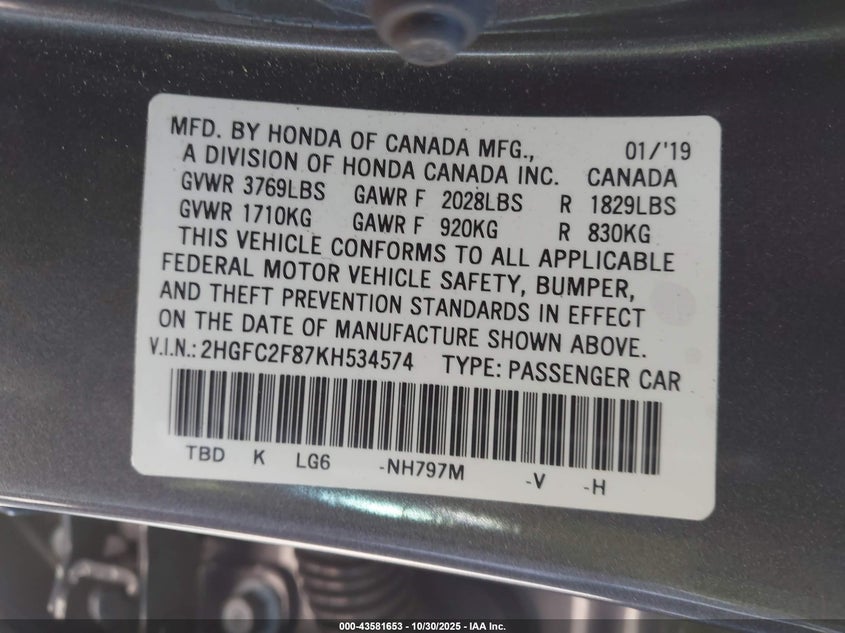 MFD. BY HONDA OF CANADA MFG., 01/'19
A DIVISION OF HONDA CANADA INC. CANADA
GVWR 3769LBS GAWR F 2028LBS R 1829LBS
GVWR 1710KG GAWR F 920KG R 830KG
THIS VEHICLE CONFORMS TO ALL APPLICABLE
FEDERAL MOTOR VEHICLE SAFETY, BUMPER,
AND THEFT PREVENTION STANDARDS IN EFFECT
ON THE DATE OF MANUFACTURE SHOWN ABOVE.
V.I.N.: 2HGFC2F87KH534574 TYPE: PASSENGER CAR
TBD K LG6 -NH797M -V -H
000-43581653 - 10/30/2025 - IAA Inc.